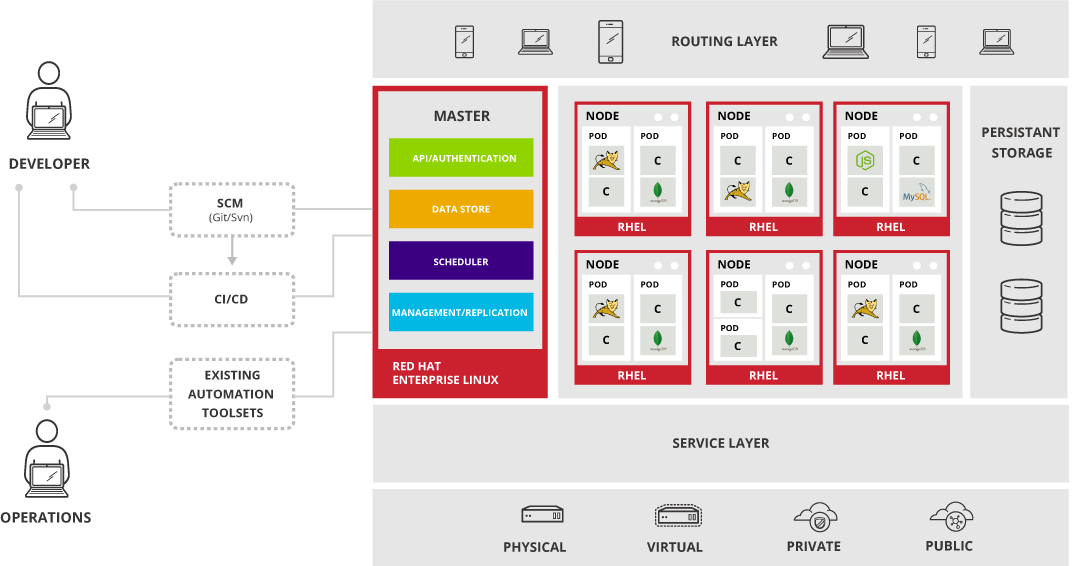 ROUTING LAYER
DEVELOPER
SCM
(Git/Svn)
CI/CD
EXISTING
AUTOMATION
TOOLSETS
OPERATIONS
MASTER
API/AUTHENTICATION
DATA STORE
SCHEDULER
MANAGEMENT/REPLICATION
RED HAT
ENTERPRISE LINUX
NODE
POD
C
POD
C
RHEL
NODE
POD
C
POD
C
RHEL
NODE
POD
JS
C
POD
C
MySQL
RHEL
NODE
POD
C
POD
C
RHEL
NODE
POD
C
POD
C
POD
C
RHEL
NODE
POD
C
POD
C
RHEL
PERSISTANT
STORAGE
SERVICE LAYER
PHYSICAL
VIRTUAL
PRIVATE
PUBLIC